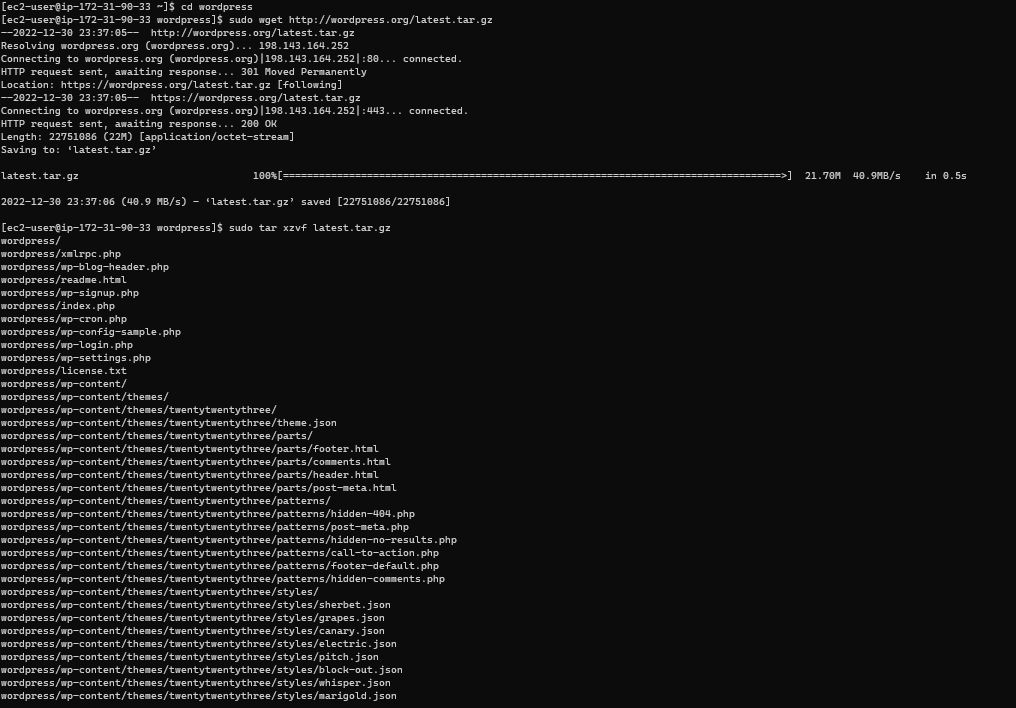 [ec2-user@ip-172-31-90-33 ~]$ cd wordpress
[ec2-user@ip-172-31-90-33 wordpress]$ sudo wget http://wordpress.org/latest.tar.gz
--2022-12-30 23:37:05--  http://wordpress.org/latest.tar.gz
Resolving wordpress.org (wordpress.org)... 198.143.164.252
Connecting to wordpress.org (wordpress.org)|198.143.164.252|:80... connected.
HTTP request sent, awaiting response... 301 Moved Permanently
Location: https://wordpress.org/latest.tar.gz [following]
--2022-12-30 23:37:05--  https://wordpress.org/latest.tar.gz
Connecting to wordpress.org (wordpress.org)|198.143.164.252|:443... connected.
HTTP request sent, awaiting response... 200 OK
Length: 22751086 (22M) [application/octet-stream]
Saving to: ‘latest.tar.gz’
latest.tar.gz                             100%[===================================================================================>]  21.70M  40.9MB/s    in 0.5s
2022-12-30 23:37:06 (40.9 MB/s) - ‘latest.tar.gz’ saved [22751086/22751086]
[ec2-user@ip-172-31-90-33 wordpress]$ sudo tar xzvf latest.tar.gz
wordpress/
wordpress/xmlrpc.php
wordpress/wp-blog-header.php
wordpress/readme.html
wordpress/wp-signup.php
wordpress/index.php
wordpress/wp-cron.php
wordpress/wp-config-sample.php
wordpress/wp-login.php
wordpress/wp-settings.php
wordpress/license.txt
wordpress/wp-content/
wordpress/wp-content/themes/
wordpress/wp-content/themes/twentytwentythree/
wordpress/wp-content/themes/twentytwentythree/theme.json
wordpress/wp-content/themes/twentytwentythree/parts/
wordpress/wp-content/themes/twentytwentythree/parts/footer.html
wordpress/wp-content/themes/twentytwentythree/parts/comments.html
wordpress/wp-content/themes/twentytwentythree/parts/header.html
wordpress/wp-content/themes/twentytwentythree/parts/post-meta.html
wordpress/wp-content/themes/twentytwentythree/patterns/
wordpress/wp-content/themes/twentytwentythree/patterns/hidden-404.php
wordpress/wp-content/themes/twentytwentythree/patterns/post-meta.php
wordpress/wp-content/themes/twentytwentythree/patterns/hidden-no-results.php
wordpress/wp-content/themes/twentytwentythree/patterns/call-to-action.php
wordpress/wp-content/themes/twentytwentythree/patterns/footer-default.php
wordpress/wp-content/themes/twentytwentythree/patterns/hidden-comments.php
wordpress/wp-content/themes/twentytwentythree/styles/
wordpress/wp-content/themes/twentytwentythree/styles/sherbet.json
wordpress/wp-content/themes/twentytwentythree/styles/grapes.json
wordpress/wp-content/themes/twentytwentythree/styles/canary.json
wordpress/wp-content/themes/twentytwentythree/styles/electric.json
wordpress/wp-content/themes/twentytwentythree/styles/pitch.json
wordpress/wp-content/themes/twentytwentythree/styles/block-out.json
wordpress/wp-content/themes/twentytwentythree/styles/whisper.json
wordpress/wp-content/themes/twentytwentythree/styles/marigold.json